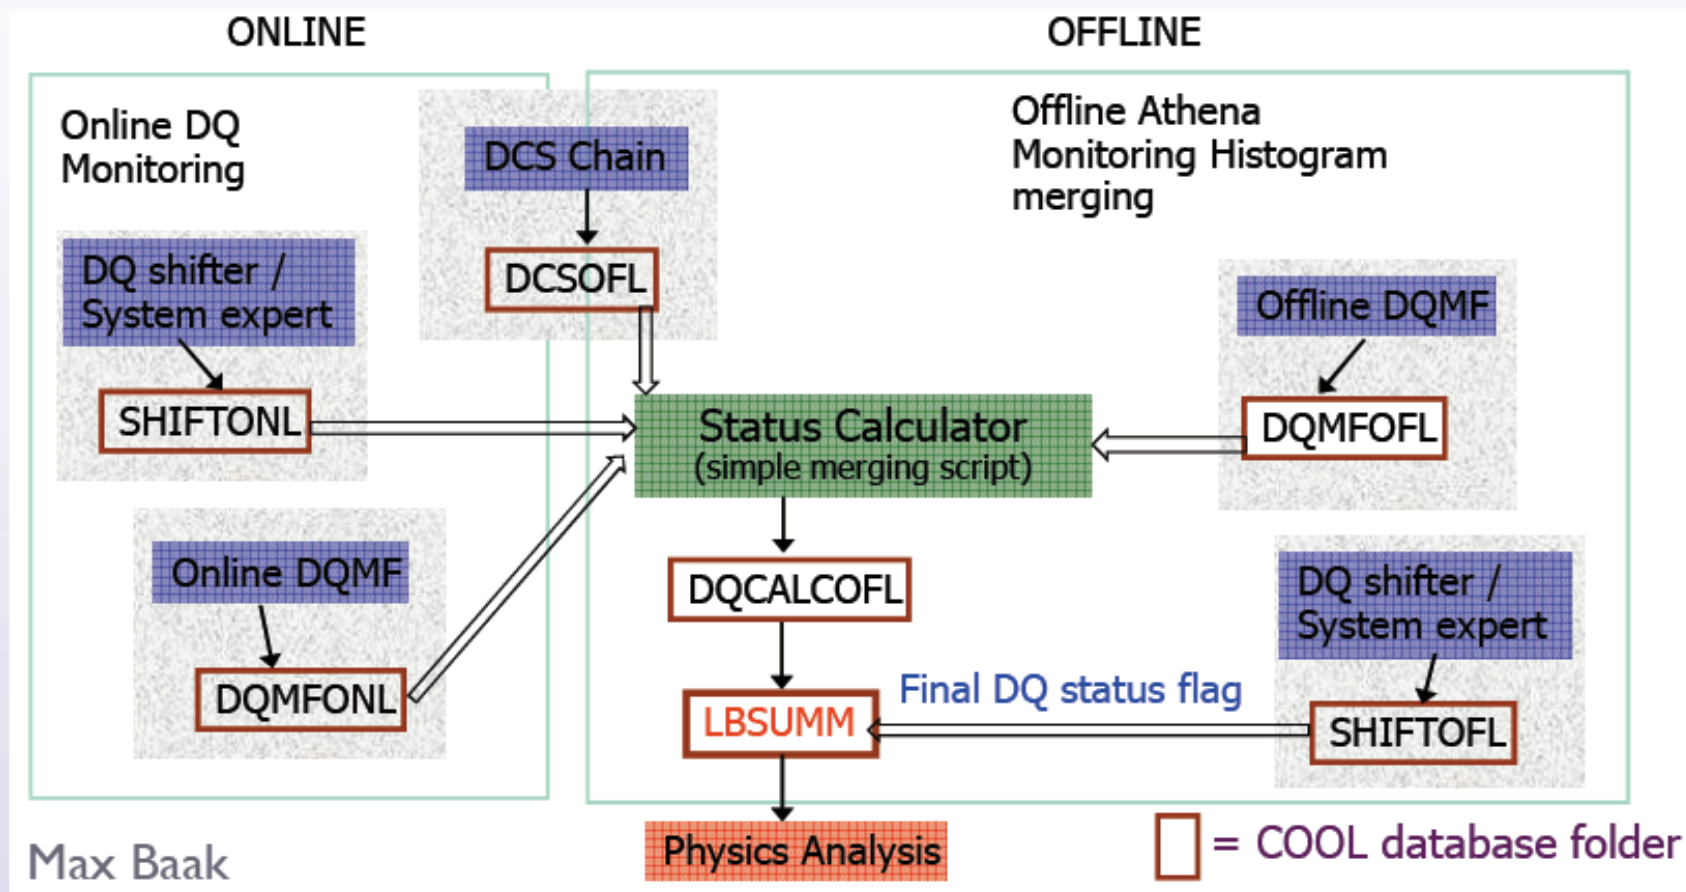 ONLINE
OFFLINE
Online DQ
Monitoring
DCS Chain
DCSOFL
Offline Athena
Monitoring Histogram
merging
DQ shifter /
System expert
SHIFTONL
Offline DQMF
DQMFOFL
Status Calculator
(simple merging script)
Online DQMF
DQMFONL
DQCALCOFL
DQ shifter /
System expert
LBSUMM
Final DQ status flag
SHIFTOFL
Physics Analysis
= COOL database folder
Max Baak